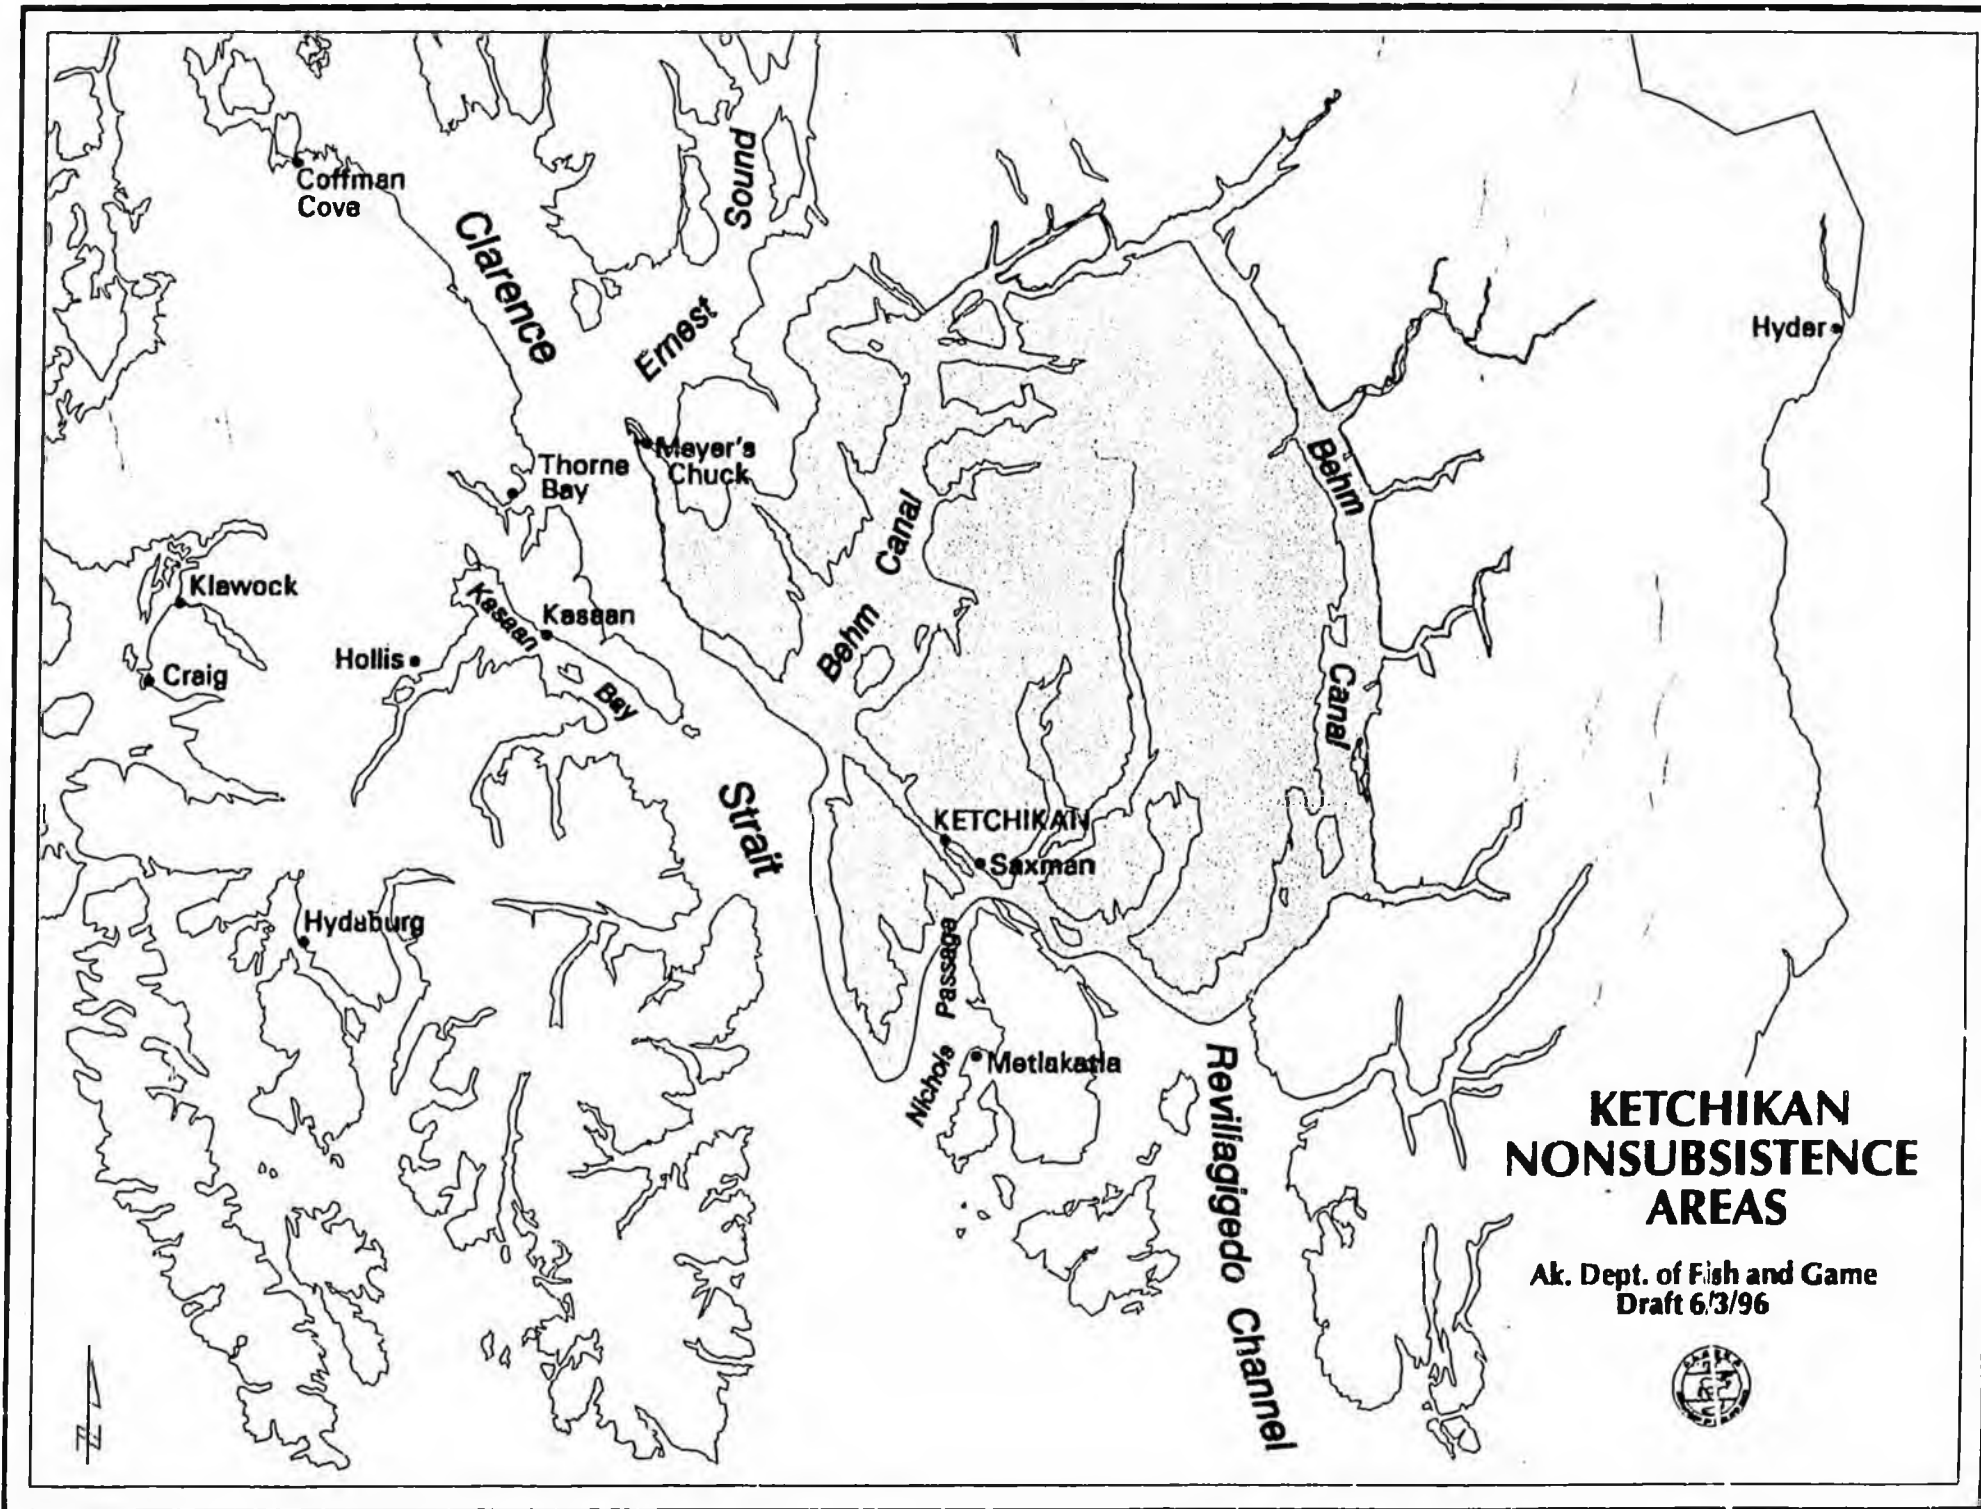 Coffman
Cove
Clarence
Strait
Ernest
Sound
Hyder
Meyer's
Chuck
Thorne
Bay
Behm
Canal
Behm
Canal
Klawock
Kasaan
Bay
Kasaan
Hollis
Craig
KETCHIKAN
Saxman
Hydaburg
Nichols Passage
Metlakatla
Revillagigedo Channel
KETCHIKAN
NONSUBSISTENCE
AREAS
Ak. Dept. of Fish and Game
Draft 6/3/96